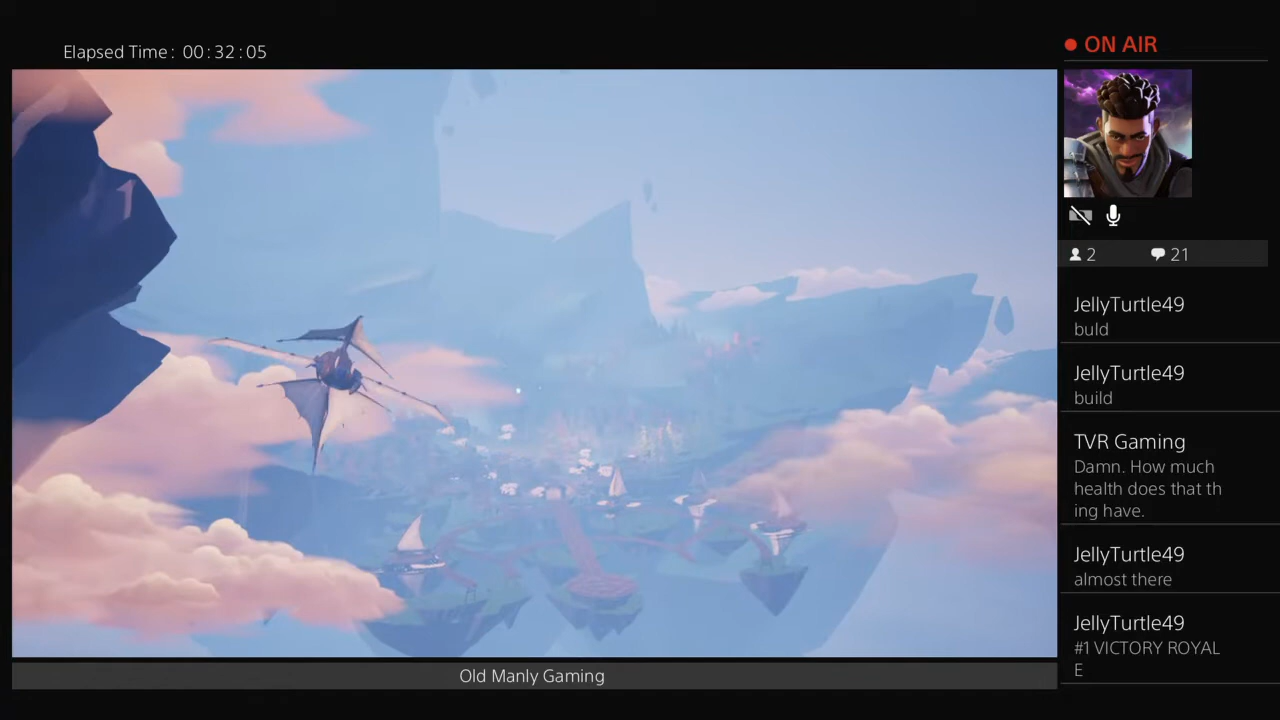 Elapsed Time: 00:32:05
ON AIR
2 21
JellyTurtle49
buld
JellyTurtle49
build
TVR Gaming
Damn. How much
health does that th
ing have.
JellyTurtle49
almost there
JellyTurtle49
#1 VICTORY ROYAL
E
Old Manly Gaming